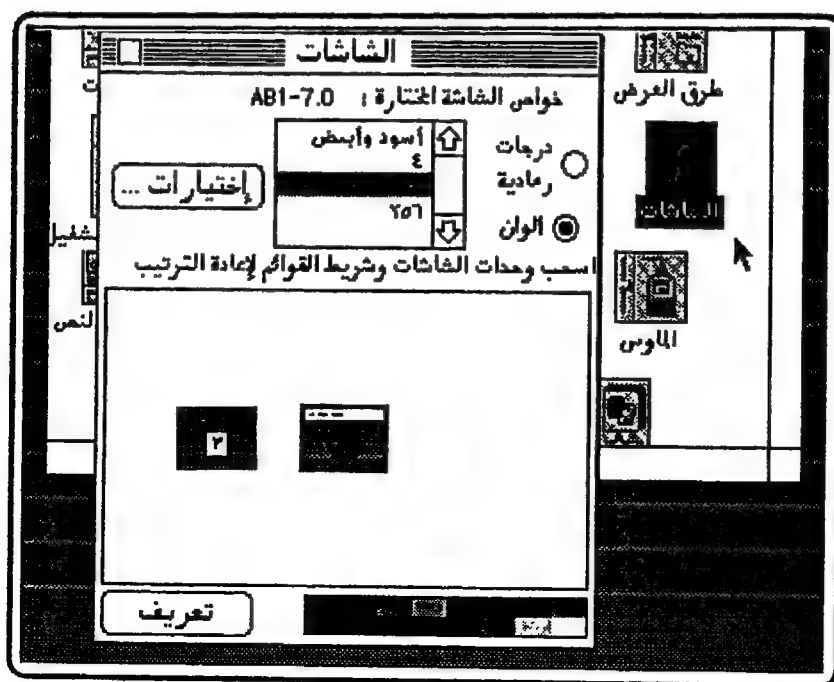 الشاشات
خواص الشاشة المختارة : AB1-7.0
درجات رمادية
ألوان
أسود وأبيض
٤
٢٥٦
إختيارات ...
اسحب وحدات الشاشات وشريط القوائم لإعادة الترتيب
٢
تعريف
طرق العرض
الشاشات
الماوس